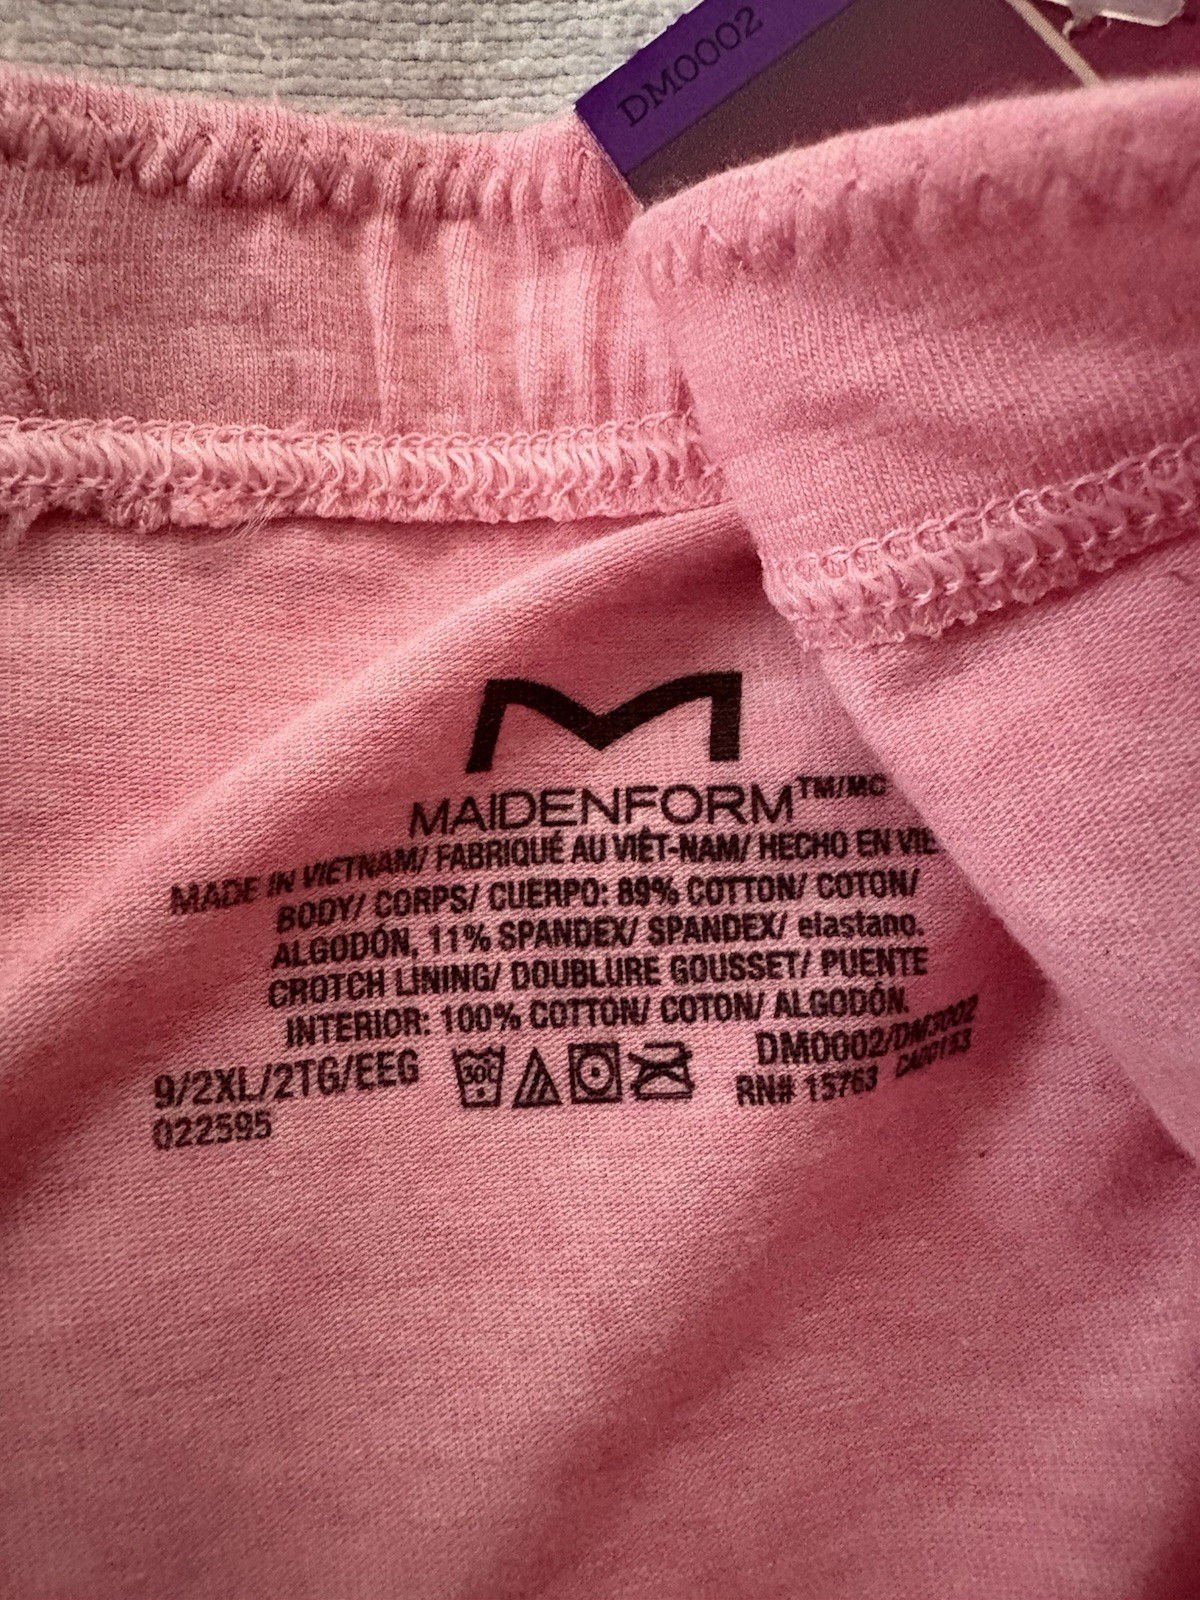 DM0002
MAIDENFORM™/MC
MADE IN VIETNAM/ FABRIQUÉ AU VIÊT-NAM/ HECHO EN VIE
BODY/ CORPS/ CUERPO: 89% COTTON/ COTON/
ALGODÓN, 11% SPANDEX/ SPANDEX/ elastano.
CROTCH LINING/ DOUBLURE GOUSSET/ PUENTE
INTERIOR: 100% COTTON/ COTON/ ALGODÓN.
9/2XL/2TG/EEG 30C DM0002/
022595 RN# 15763